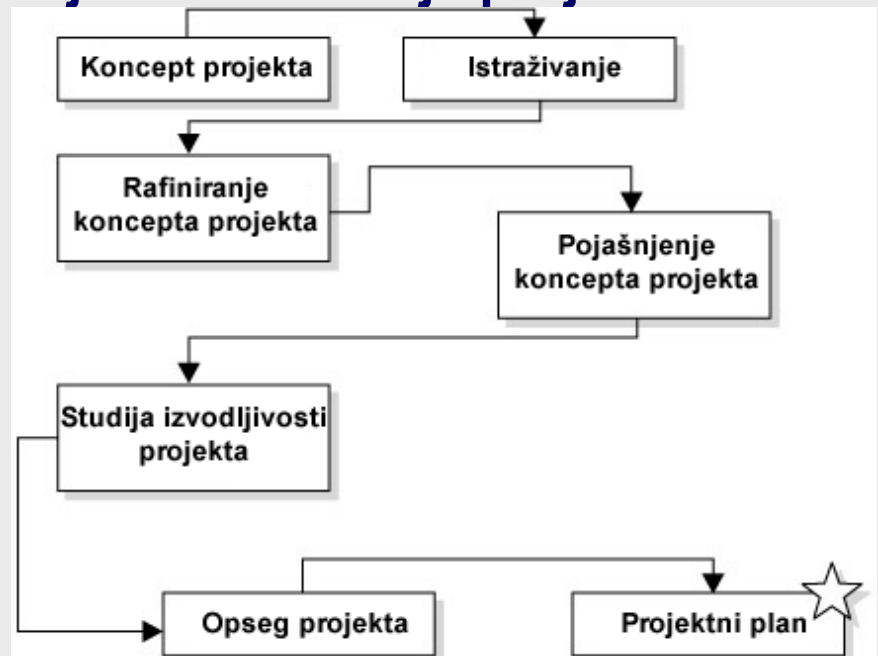 Koncept projekta
Istraživanje
Rafiniranje
koncepta projekta
Pojašnjenje
koncepta projekta
Studija izvodljivosti
projekta
Opseg projekta
Projektni plan